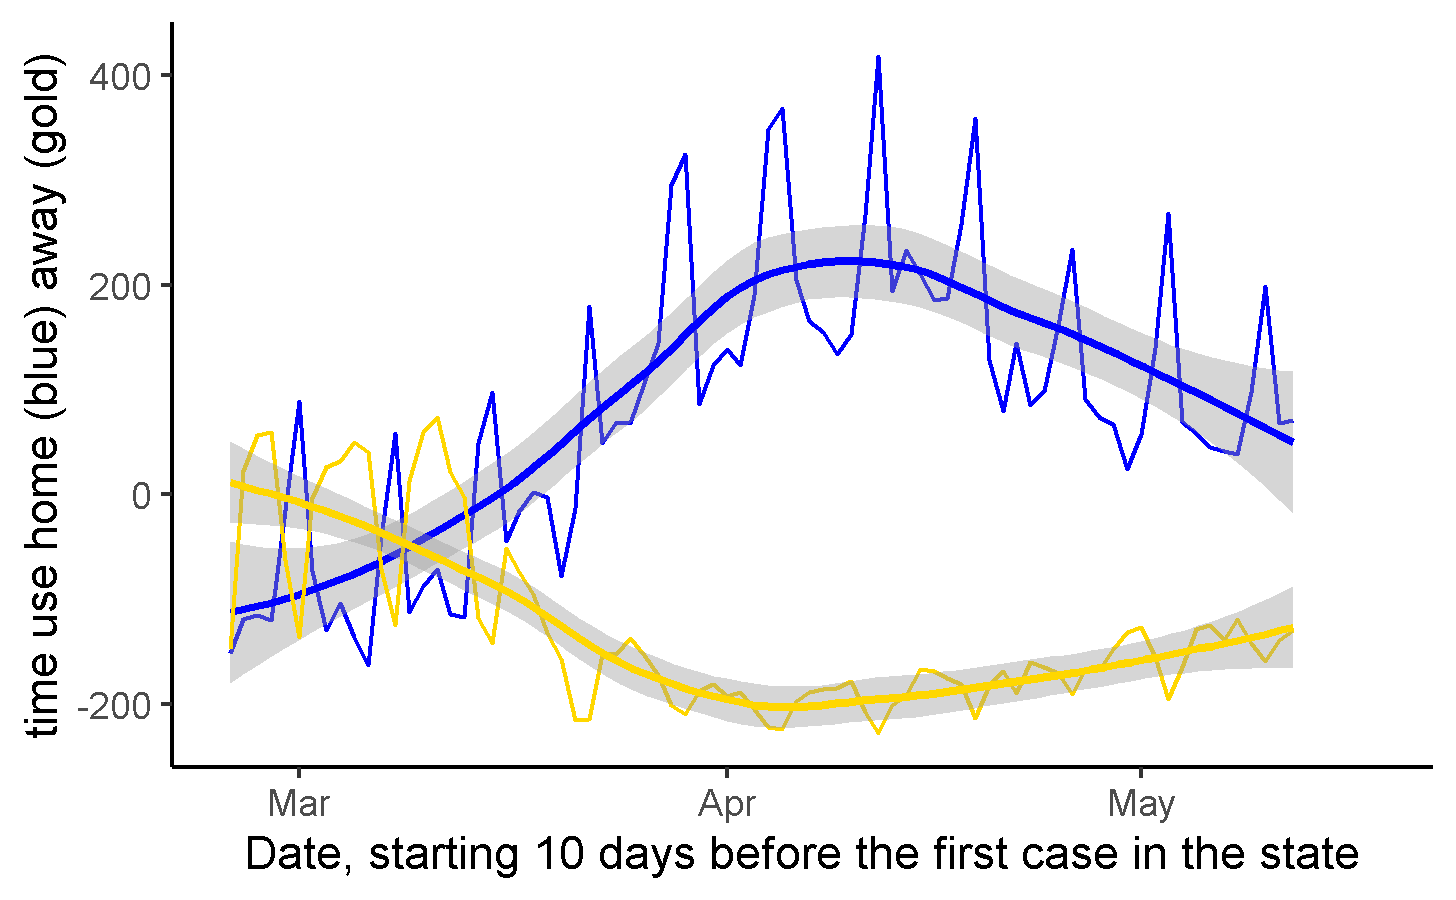 time use home (blue) away (gold)
400
200
0
-200
Mar
Apr
May
Date, starting 10 days before the first case in the state